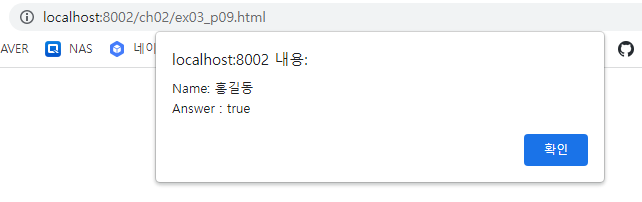 localhost:8002/ch02/ex03_p09.html
AVER NAS 네이
localhost:8002 내용:
Name: 홍길동
Answer : true
확인